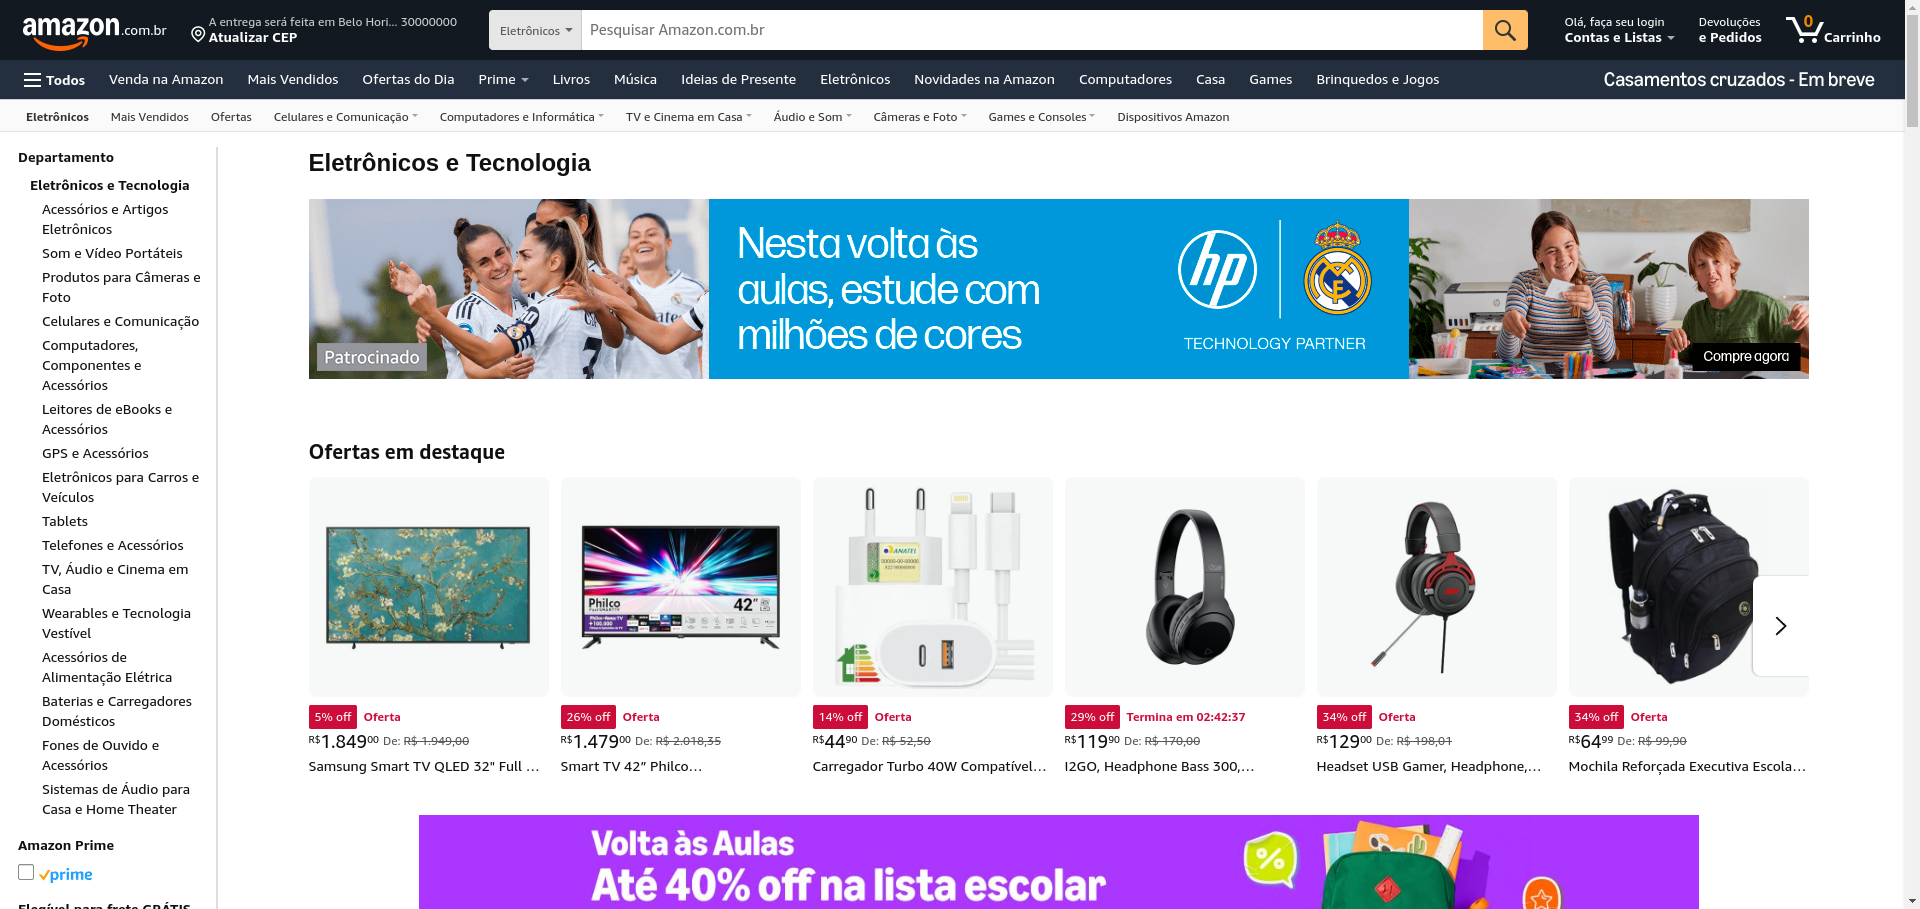 amazon.com.br
A entrega será feita em Belo Hori... 30000000
Atualizar CEP
Eletrônicos
Pesquisar Amazon.com.br
Olá, faça seu login
Contas e Listas
Devoluções
e Pedidos
0
Carrinho
Todos
Venda na Amazon
Mais Vendidos
Ofertas do Dia
Prime
Livros
Música
Ideias de Presente
Eletrônicos
Novidades na Amazon
Computadores
Casa
Games
Brinquedos e Jogos
Casamentos cruzados - Em breve
Eletrônicos
Mais Vendidos
Ofertas
Celulares e Comunicação
Computadores e Informática
TV e Cinema em Casa
Áudio e Som
Câmeras e Foto
Games e Consoles
Dispositivos Amazon
Departamento
Eletrônicos e Tecnologia
Acessórios e Artigos
Eletrônicos
Som e Vídeo Portáteis
Produtos para Câmeras e
Foto
Celulares e Comunicação
Computadores,
Componentes e
Acessórios
Leitores de eBooks e
Acessórios
GPS e Acessórios
Eletrônicos para Carros e
Veículos
Tablets
Telefones e Acessórios
TV, Áudio e Cinema em
Casa
Wearables e Tecnologia
Vestível
Acessórios de
Alimentação Elétrica
Baterias e Carregadores
Domésticos
Fones de Ouvido e
Acessórios
Sistemas de Áudio para
Casa e Home Theater
Amazon Prime
prime
Elegível para frete GRÁTIS
Eletrônicos e Tecnologia
Patrocinado
Nesta volta às
aulas, estude com
milhões de cores
hp
TECHNOLOGY PARTNER
Compre agora
Ofertas em destaque
Philco
42"
ANATEL
5% off Oferta
R$1.84900 De: R$ 1.949,00
Samsung Smart TV QLED 32" Full ...
26% off Oferta
R$1.47900 De: R$ 2.018,35
Smart TV 42” Philco...
14% off Oferta
R$4490 De: R$ 52,50
Carregador Turbo 40W Compatível...
29% off Termina em 02:42:37
R$11990 De: R$ 170,00
I2GO, Headphone Bass 300,...
34% off Oferta
R$12900 De: R$ 198,01
Headset USB Gamer, Headphone,...
34% off Oferta
R$6499 De: R$ 99,90
Mochila Reforçada Executiva Escola...
Volta às Aulas
Até 40% off na lista escolar
%